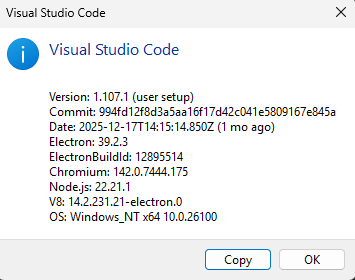 Visual Studio Code
Visual Studio Code
Version: 1.107.1 (user setup)
Commit: 994fd12f8d3a5aa16f17d42c041e5809167e845a
Date: 2025-12-17T14:15:14.850Z (1 mo ago)
Electron: 39.2.3
ElectronBuildId: 12895514
Chromium: 142.0.7444.175
Node.js: 22.21.1
V8: 14.2.231.21-electron.0
OS: Windows_NT x64 10.0.26100
Copy
OK